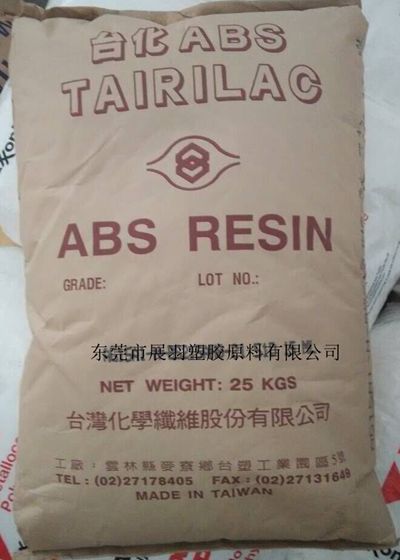 台化ABS
TAIRILAC
ABS RESIN
GRADE: LOT NO.:
东莞市展羽塑胶原料有限公司
NET WEIGHT: 25 KGS
台灣化學纖維股份有限公司
工廠：雲林縣麥寮鄉台塑工業園區5號
TEL：(02)27178405 FAX：(02)27131649
MADE IN TAIWAN